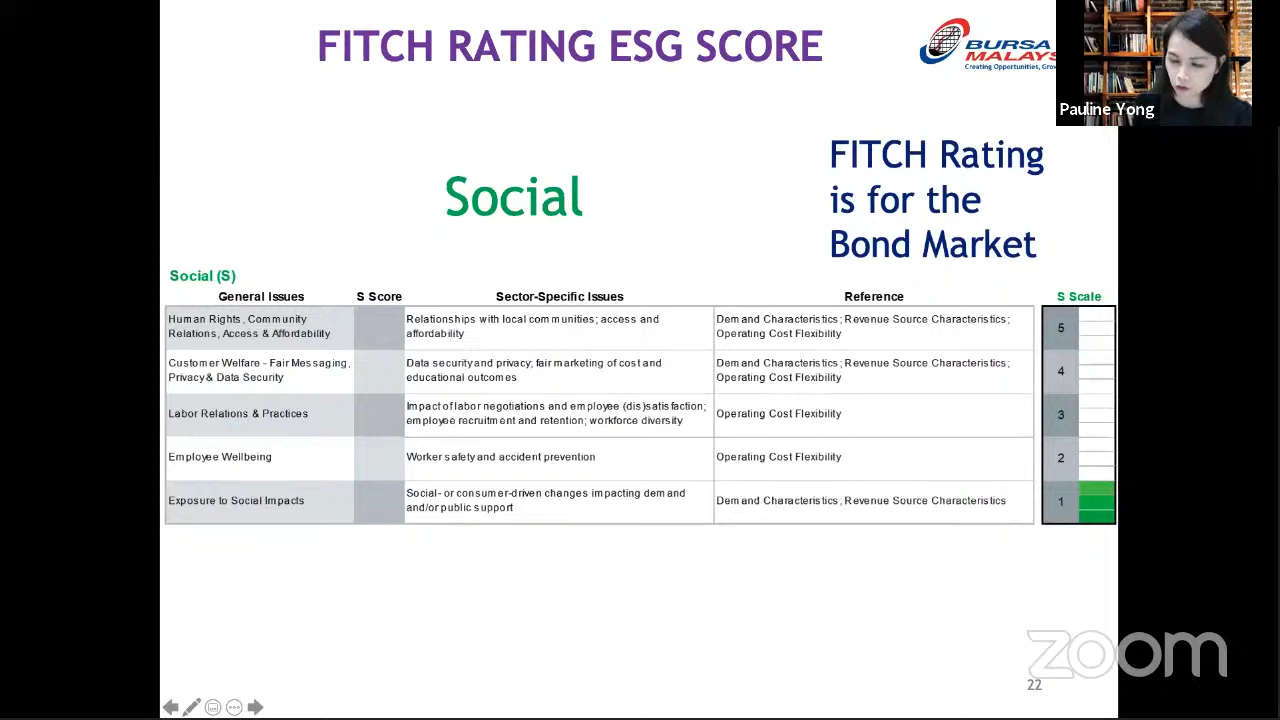 FITCH RATING ESG SCORE
BURSA
MALAYS
Creating Opportunities, Grow
Pauline Yong
FITCH Rating
is for the
Bond Market
Social
Social (S)
General Issues S Score Sector-Specific Issues Reference S Scale
Human Rights, Community
Relations, Access & Affordability
Relationships with local communities; access and
affordability
Demand Characteristics; Revenue Source Characteristics;
Operating Cost Flexibility
5
Customer Welfare - Fair Messaging,
Privacy & Data Security
Data security and privacy; fair marketing of cost and
educational outcomes
Demand Characteristics; Revenue Source Characteristics;
Operating Cost Flexibility
4
Labor Relations & Practices
Impact of labor negotiations and employee (dis)satisfaction;
employee recruitment and retention; workforce diversity
Operating Cost Flexibility
3
Employee Wellbeing
Worker safety and accident prevention
Operating Cost Flexibility
2
Exposure to Social Impacts
Social- or consumer-driven changes impacting demand
and/or public support
Demand Characteristics; Revenue Source Characteristics
1
zoom
22